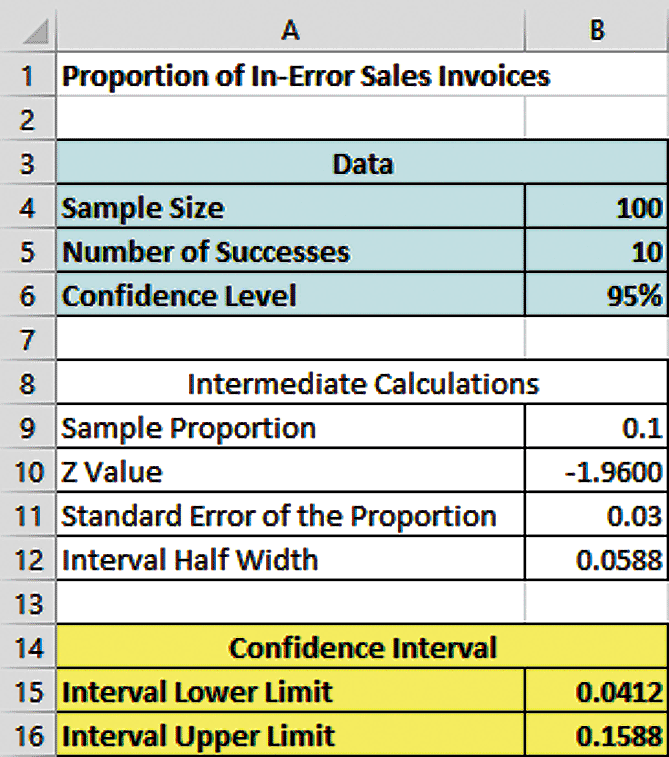 A B
1 Proportion of In-Error Sales Invoices
2
3 Data
4 Sample Size 100
5 Number of Successes 10
6 Confidence Level 95%
7
8 Intermediate Calculations
9 Sample Proportion 0.1
10 Z Value -1.9600
11 Standard Error of the Proportion 0.03
12 Interval Half Width 0.0588
13
14 Confidence Interval
15 Interval Lower Limit 0.0412
16 Interval Upper Limit 0.1588